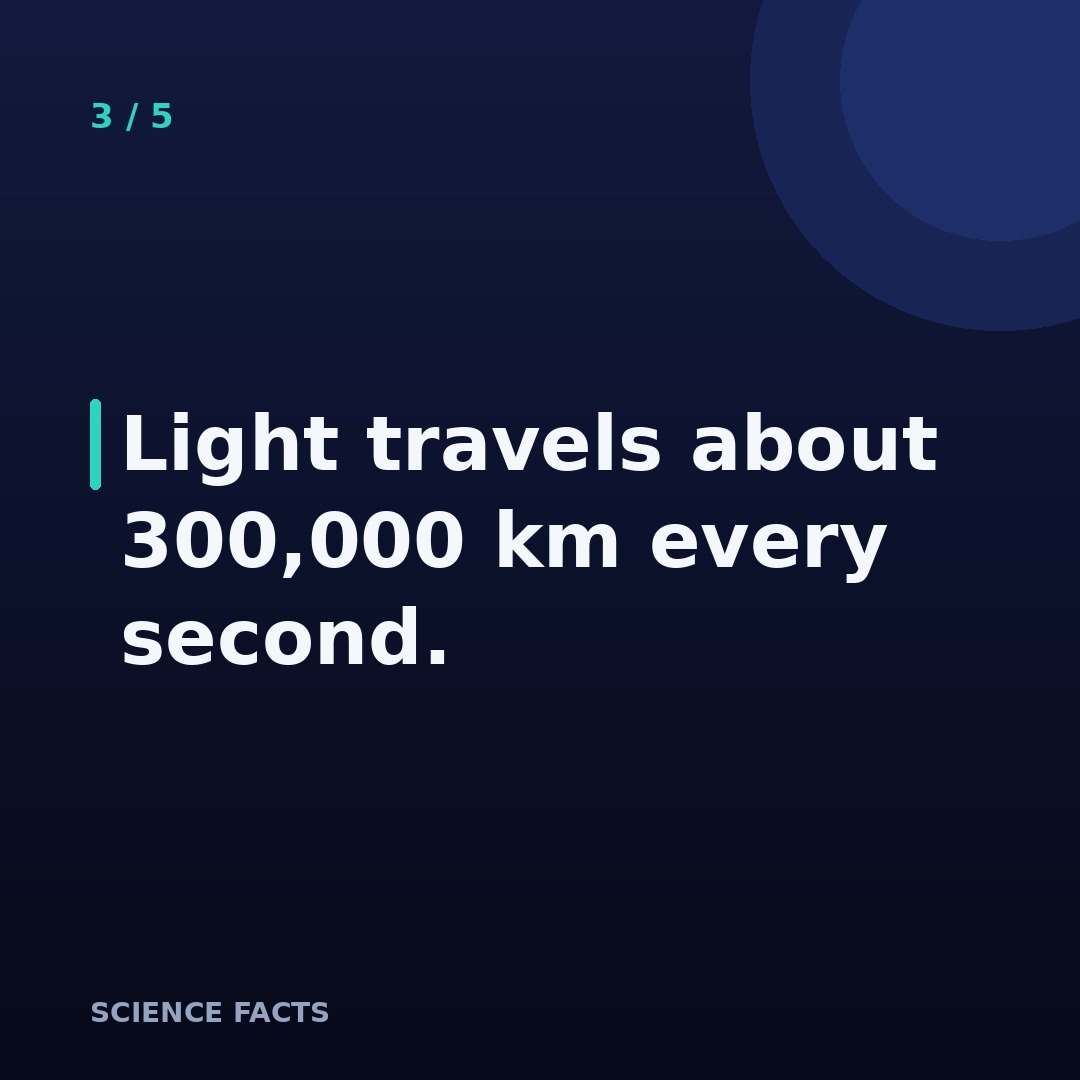 3 / 5
Light travels about
300,000 km every
second.
SCIENCE FACTS